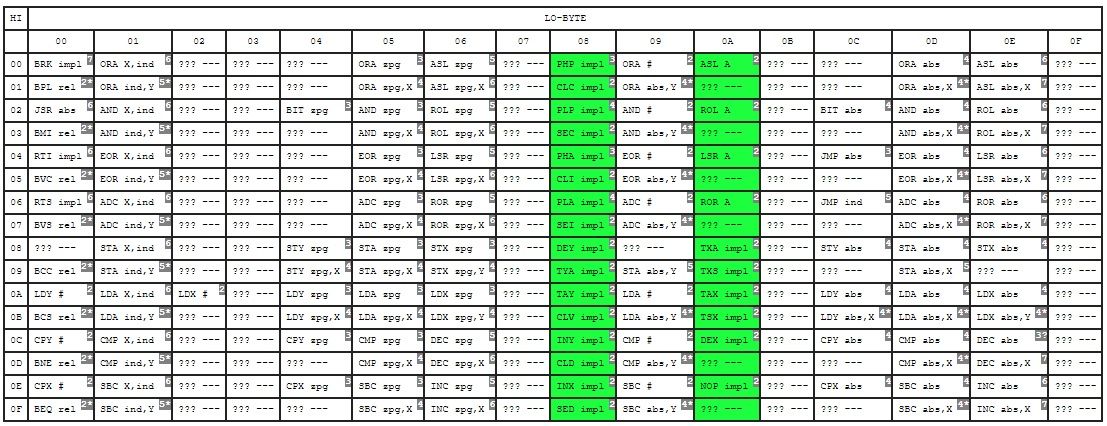 HI LO-BYTE
00 01 02 03 04 05 06 07 08 09 0A 0B 0C 0D 0E 0F
00 BRK impl 7 ORA X,ind 6 ??? --- ??? --- ??? --- ORA zpg 3 ASL zpg 5 ??? --- PHP impl 3 ORA # 2 ASL A 2 ??? --- ??? --- ORA abs 4 ASL abs 6 ??? ---
01 BPL rel 2* ORA ind,Y 5* ??? --- ??? --- ??? --- ORA zpg,X 4 ASL zpg,X 6 ??? --- CLC impl 2 ORA abs,Y 4* ??? --- ??? --- ??? --- ORA abs,X 4* ASL abs,X 7 ??? ---
02 JSR abs 6 AND X,ind 6 ??? --- ??? --- BIT zpg 3 AND zpg 3 ROL zpg 5 ??? --- PLP impl 4 AND # 2 ROL A 2 ??? --- BIT abs 4 AND abs 4 ROL abs 6 ??? ---
03 BMI rel 2* AND ind,Y 5* ??? --- ??? --- ??? --- AND zpg,X 4 ROL zpg,X 6 ??? --- SEC impl 2 AND abs,Y 4* ??? --- ??? --- ??? --- AND abs,X 4* ROL abs,X 7 ??? ---
04 RTI impl 6 EOR X,ind 6 ??? --- ??? --- ??? --- EOR zpg 3 LSR zpg 5 ??? --- PHA impl 3 EOR # 2 LSR A 2 ??? --- JMP abs 3 EOR abs 4 LSR abs 6 ??? ---
05 BVC rel 2* EOR ind,Y 5* ??? --- ??? --- ??? --- EOR zpg,X 4 LSR zpg,X 6 ??? --- CLI impl 2 EOR abs,Y 4* ??? --- ??? --- ??? --- EOR abs,X 4* LSR abs,X 7 ??? ---
06 RTS impl 6 ADC X,ind 6 ??? --- ??? --- ??? --- ADC zpg 3 ROR zpg 5 ??? --- PLA impl 4 ADC # 2 ROR A 2 ??? --- JMP ind 5 ADC abs 4 ROR abs 6 ??? ---
07 BVS rel 2* ADC ind,Y 5* ??? --- ??? --- ??? --- ADC zpg,X 4 ROR zpg,X 6 ??? --- SEI impl 2 ADC abs,Y 4* ??? --- ??? --- ??? --- ADC abs,X 4* ROR abs,X 7 ??? ---
08 ??? --- STA X,ind 6 ??? --- ??? --- STY zpg 3 STA zpg 3 STX zpg 3 ??? --- DEY impl 2 ??? --- TXA impl 2 ??? --- STY abs 4 STA abs 4 STX abs 4 ??? ---
09 BCC rel 2* STA ind,Y 6* ??? --- ??? --- STY zpg,X 4 STA zpg,X 4 STX zpg,Y 4 ??? --- TYA impl 2 STA abs,Y 5 TXS impl 2 ??? --- ??? --- STA abs,X 5 ??? --- ??? ---
0A LDY # 2 LDA X,ind 6 LDX # 2 ??? --- LDY zpg 3 LDA zpg 3 LDX zpg 3 ??? --- TAY impl 2 LDA # 2 TAX impl 2 ??? --- LDY abs 4 LDA abs 4 LDX abs 4 ??? ---
0B BCS rel 2* LDA ind,Y 5* ??? --- ??? --- LDY zpg,X 4 LDA zpg,X 4 LDX zpg,Y 4 ??? --- CLV impl 2 LDA abs,Y 4* TSX impl 2 ??? --- LDY abs,X 4* LDA abs,X 4* LDX abs,Y 4* ??? ---
0C CPY # 2 CMP X,ind 6 ??? --- ??? --- CPY zpg 3 CMP zpg 3 DEC zpg 5 ??? --- INY impl 2 CMP # 2 DEX impl 2 ??? --- CPY abs 4 CMP abs 4 DEC abs 3? ??? ---
0D BNE rel 2* CMP ind,Y 5* ??? --- ??? --- ??? CMP zpg,X 4 DEC zpg,X 6 ??? --- CLD impl 2 CMP abs,Y 4* ??? --- ??? --- ??? --- CMP abs,X 4* DEC abs,X 7 ??? ---
0E CPX # 2 SBC X,ind 6 ??? --- ??? --- CPX zpg 3 SBC zpg 3 INC zpg 5 ??? --- INX impl 2 SBC # 2 NOP impl 2 ??? --- CPX abs 4 SBC abs 4 INC abs 6 ??? ---
0F BEQ rel 2* SBC ind,Y 5* ??? --- ??? --- ??? --- SBC zpg,X 4 INC zpg,X 6 ??? --- SED impl 2 SBC abs,Y 4* ??? --- ??? --- ??? --- SBC abs,X 4* INC abs,X 7 ??? ---